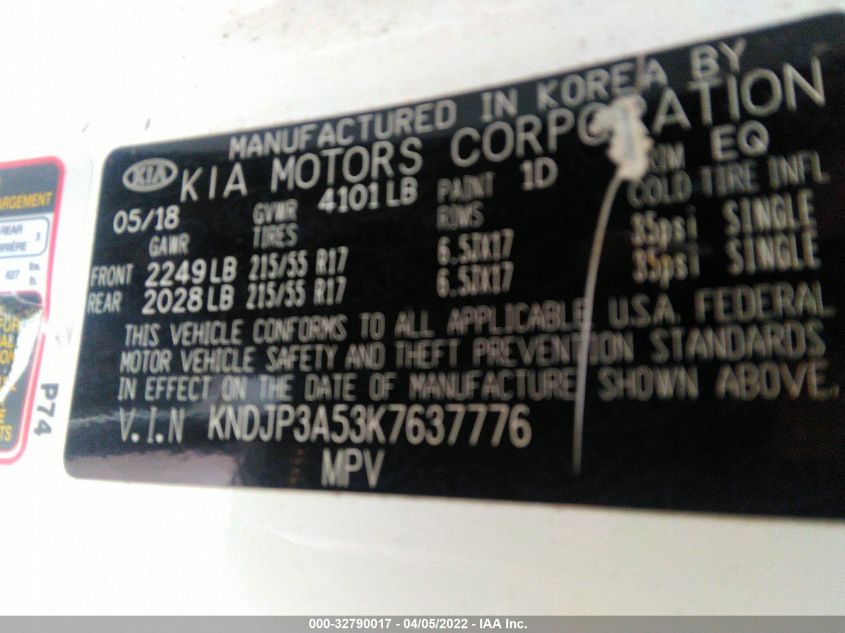 MANUFACTURED IN KOREA BY
KIA KIA MOTORS CORPORATION
05/18 GVWR 4101 LB PAINT 1D TRIM EQ
GAWR TIRES RIMS COLD TIRE INFL
FRONT 2249 LB 215/55 R17 6.5JX17 35psi SINGLE
REAR 2028 LB 215/55 R17 6.5JX17 35psi SINGLE
THIS VEHICLE CONFORMS TO ALL APPLICABLE U.S.A. FEDERAL
MOTOR VEHICLE SAFETY AND THEFT PREVENTION STANDARDS
IN EFFECT ON THE DATE OF MANUFACTURE SHOWN ABOVE.
V.I.N KNDJP3A53K7637776
MPV
ARGEMENT
REAR 3
827
P74
000-32790017 - 04/05/2022 - IAA Inc.